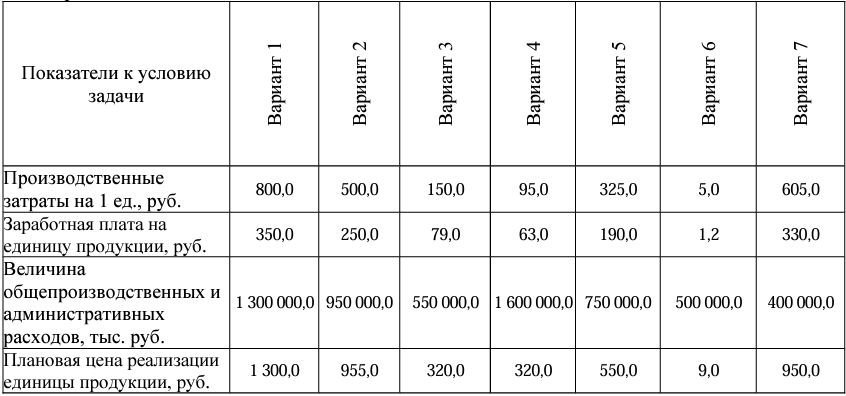 Показатели к условию
задачи
Вариант 1
Вариант 2
Вариант 3
Вариант 4
Вариант 5
Вариант 6
Вариант 7
Производственные
затраты на 1 ед., руб.
800,0 500,0 150,0 95,0 325,0 5,0 605,0
Заработная плата на
единицу продукции, руб.
350,0 250,0 79,0 63,0 190,0 1,2 330,0
Величина
общепроизводственных и
административных
расходов, тыс. руб.
1 300 000,0 950 000,0 550 000,0 1 600 000,0 750 000,0 500 000,0 400 000,0
Плановая цена реализации
единицы продукции, руб.
1 300,0 955,0 320,0 320,0 550,0 9,0 950,0